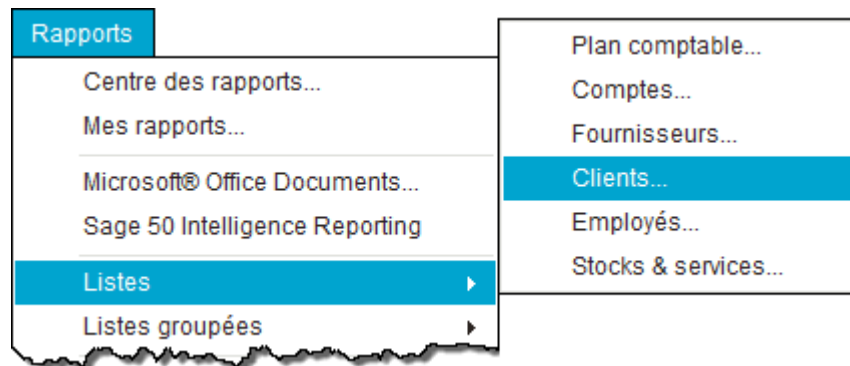 Rapports
Centre des rapports...
Mes rapports...
Microsoft® Office Documents...
Sage 50 Intelligence Reporting
Listes
Listes groupées
Plan comptable...
Comptes...
Fournisseurs...
Clients...
Employés...
Stocks & services...